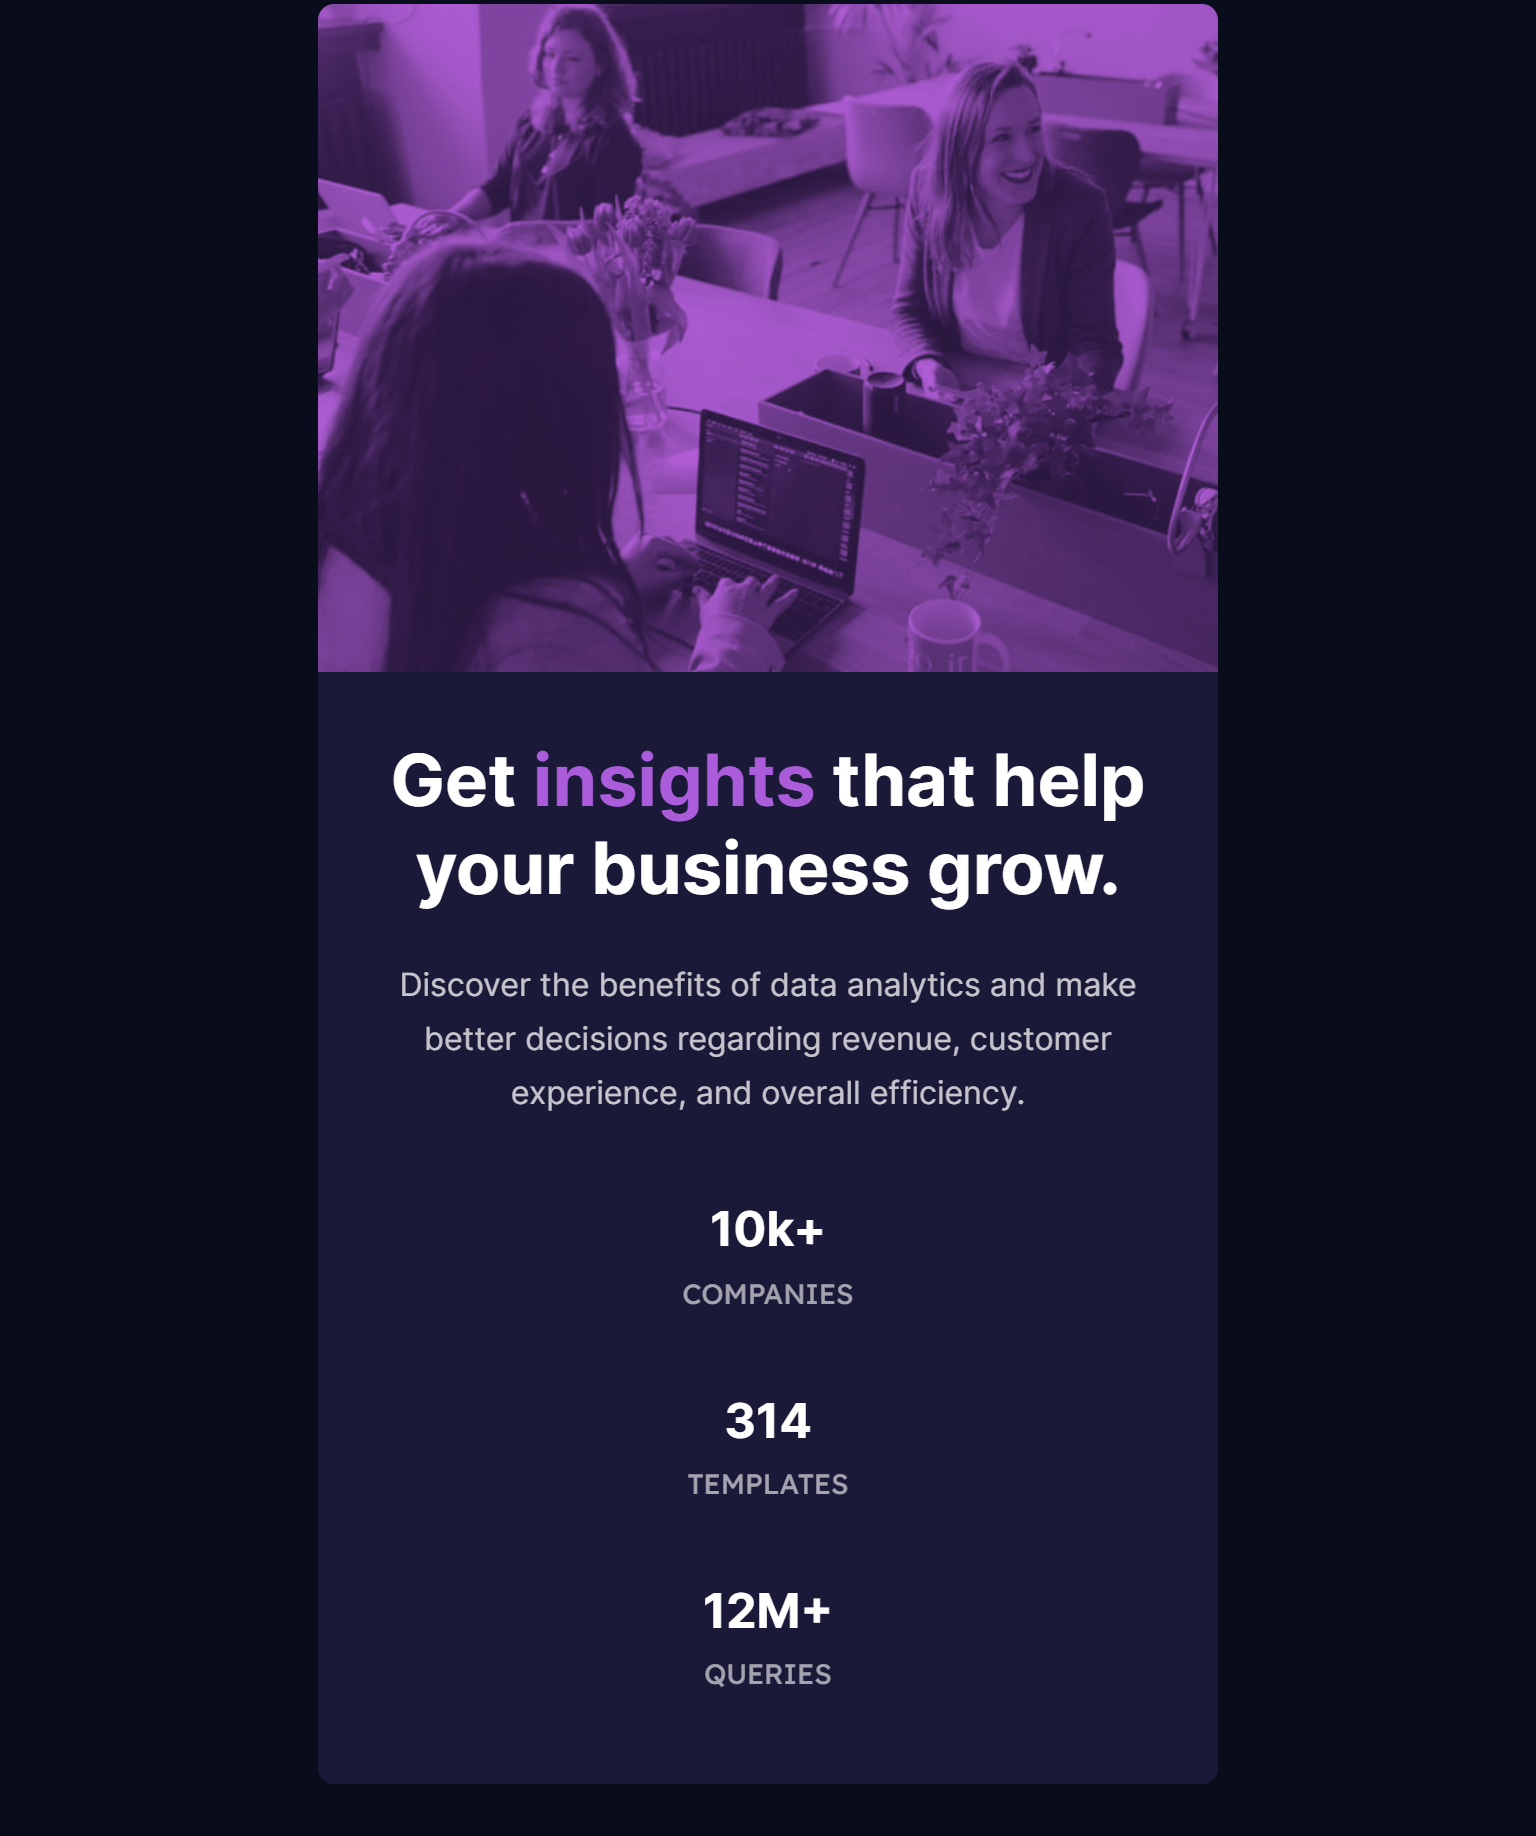 Get insights that help
your business grow.
Discover the benefits of data analytics and make
better decisions regarding revenue, customer
experience, and overall efficiency.
10k+
COMPANIES
314
TEMPLATES
12M+
QUERIES